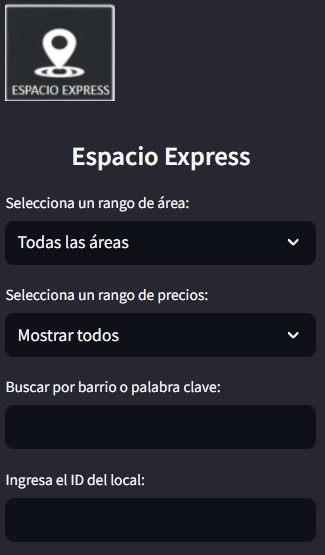 ESPACIO EXPRESS
Espacio Express
Selecciona un rango de área:
Todas las áreas
Selecciona un rango de precios:
Mostrar todos
Buscar por barrio o palabra clave:
Ingresa el ID del local: